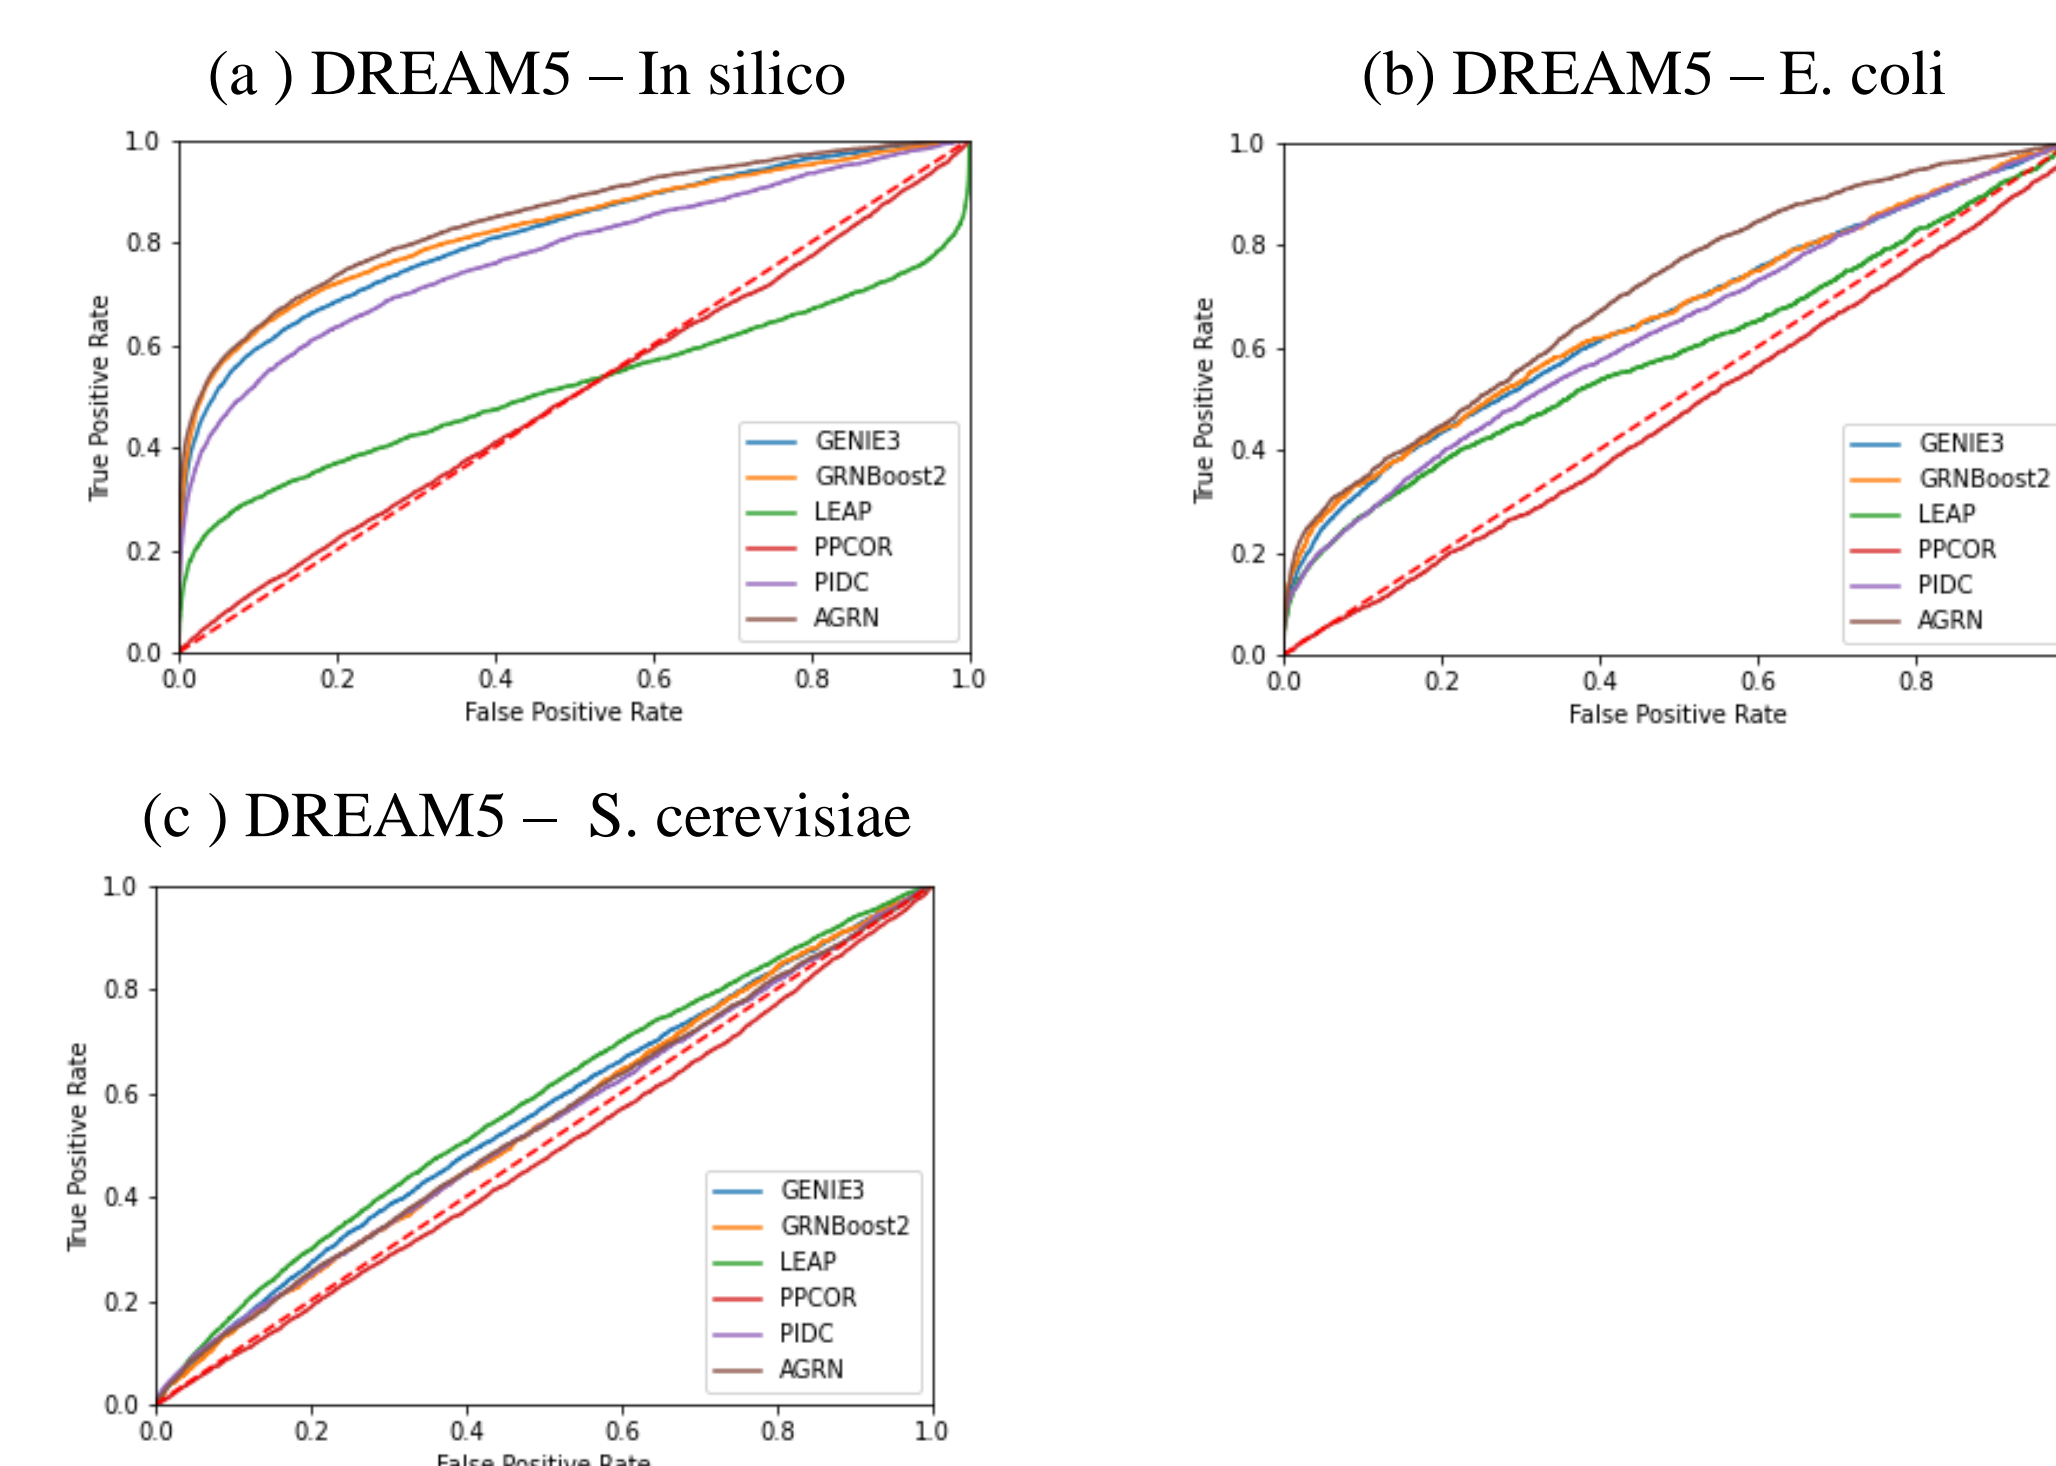 (a ) DREAM5 – In silico
1.0
0.8
0.6
0.4
0.2
0.0
True Positive Rate
GENIE3
GRNBoost2
LEAP
PPCOR
PIDC
AGRN
0.0 0.2 0.4 0.6 0.8 1.0
False Positive Rate
(b) DREAM5 – E. coli
1.0
0.8
0.6
0.4
0.2
0.0
True Positive Rate
GENIE3
GRNBoost2
LEAP
PPCOR
PIDC
AGRN
0.0 0.2 0.4 0.6 0.8
False Positive Rate
(c ) DREAM5 – S. cerevisiae
1.0
0.8
0.6
0.4
0.2
0.0
True Positive Rate
GENIE3
GRNBoost2
LEAP
PPCOR
PIDC
AGRN
0.0 0.2 0.4 0.6 0.8 1.0
False Positive Rate